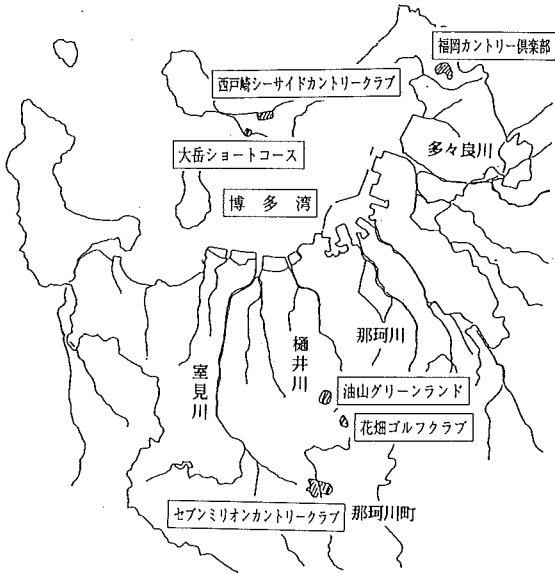 福岡カントリー倶楽部
西戸崎シーサイドカントリークラブ
多々良川
大岳ショートコース
博多湾
那珂川
樋井川
室見川
油山グリーンランド
花畑ゴルフクラブ
セブンミリオンカントリークラブ
那珂川町